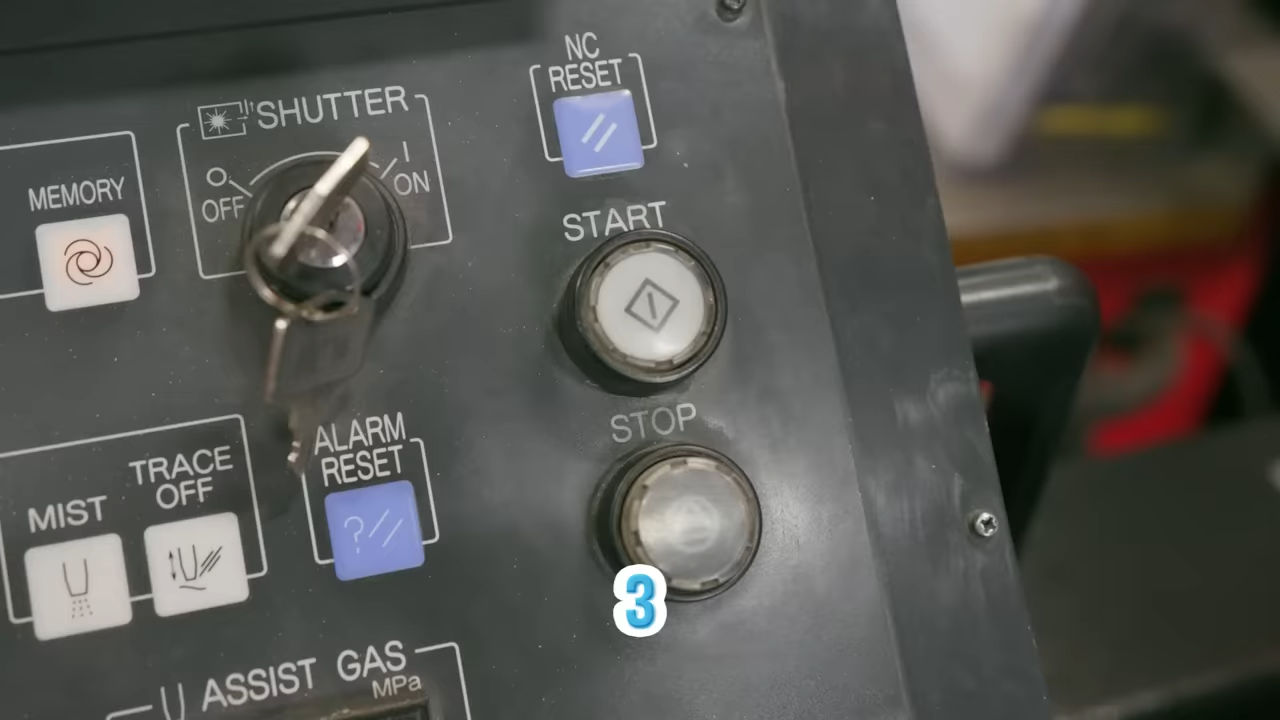 NC
RESET
SHUTTER
OFF
ON
MEMORY
START
STOP
ALARM
RESET
TRACE
OFF
MIST
?//
3
ASSIST GAS
MPa